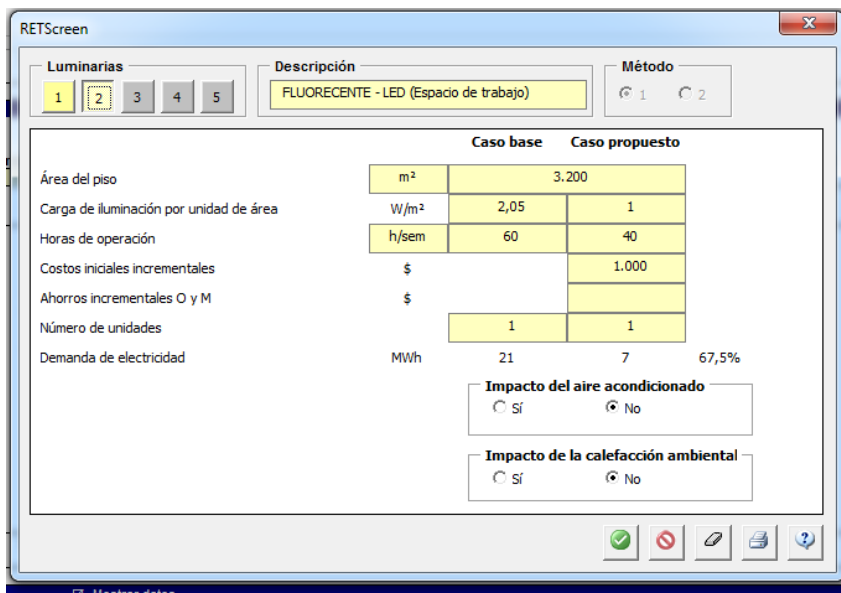 RETScreen
Luminarias
Descripción
Método
1 2 3 4 5
FLUORECENTE - LED (Espacio de trabajo)
1 2
Caso base Caso propuesto
Área del piso m² 3.200
Carga de iluminación por unidad de área W/m² 2,05 1
Horas de operación h/sem 60 40
Costos iniciales incrementales $ 1.000
Ahorros incrementales O y M $
Número de unidades 1 1
Demanda de electricidad MWh 21 7 67,5%
Impacto del aire acondicionado
Sí No
Impacto de la calefacción ambiental
Sí No
Mostrar datos